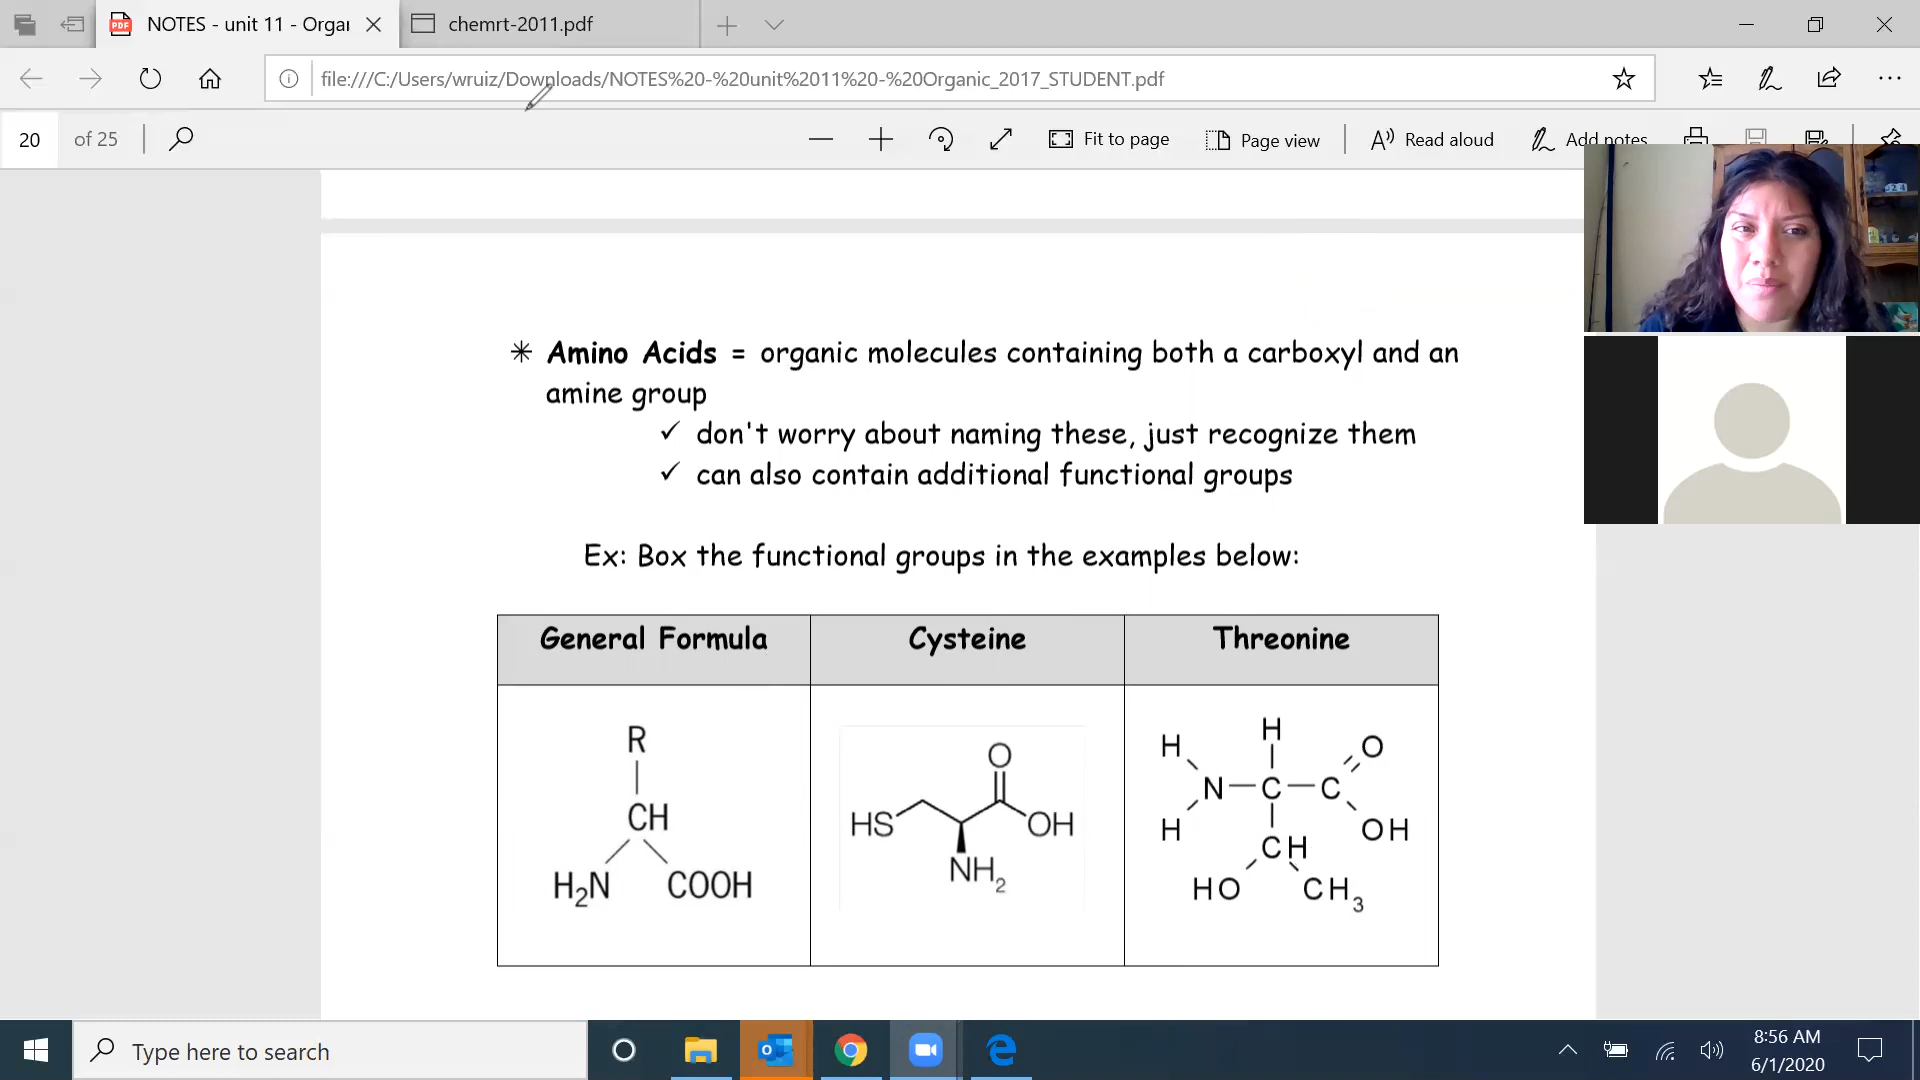 NOTES - unit 11 - Orgar
chemrt-2011.pdf
file:///C:/Users/wruiz/Downloads/NOTES%20-%20unit%2011%20-%20Organic_2017_STUDENT.pdf
20 of 25
Fit to page
Page view
Read aloud
Add notes
Amino Acids = organic molecules containing both a carboxyl and an
amine group
✓ don't worry about naming these, just recognize them
✓ can also contain additional functional groups
Ex: Box the functional groups in the examples below:
General Formula Cysteine Threonine
R
CH
H₂N COOH
O
HS OH
NH₂
H H O
N C C
H OH
CH
HO CH₃
Type here to search
8:56 AM
6/1/2020